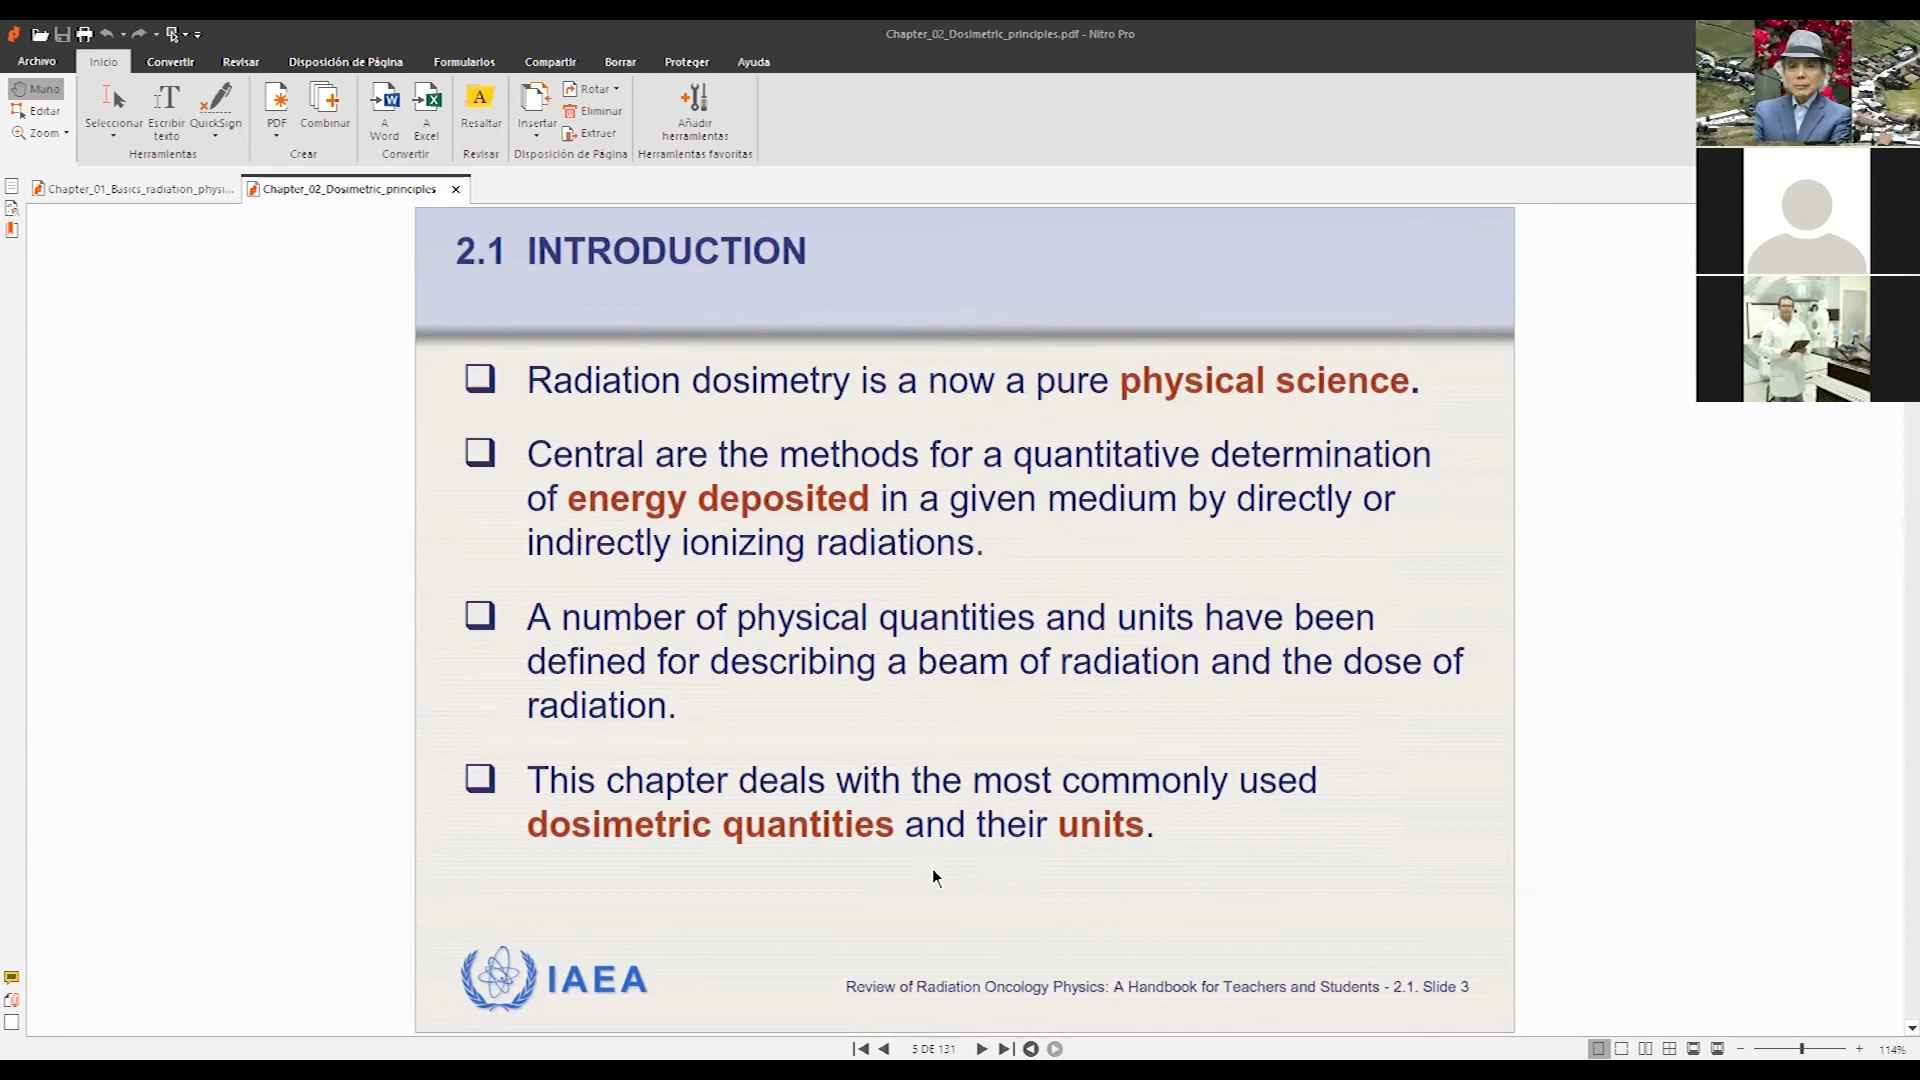 Chapter_02_Dosimetric_principles.pdf - Nitro Pro
Archivo Inicio Convertir Revisar Disposición de Página Formularios Compartir Borrar Proteger Ayuda
Mano
Editar
Zoom
Seleccionar
Escribir texto
QuickSign
Herramientas
PDF
Combinar
Crear
A Word
A Excel
Convertir
Resaltar
Revisar
Insertar
Rotar
Eliminar
Extraer
Disposición de Página
Añadir herramientas
Herramientas favoritas
Chapter_01_Basics_radiation_physi...
Chapter_02_Dosimetric_principles
2.1 INTRODUCTION
Radiation dosimetry is a now a pure physical science.
Central are the methods for a quantitative determination
of energy deposited in a given medium by directly or
indirectly ionizing radiations.
A number of physical quantities and units have been
defined for describing a beam of radiation and the dose of
radiation.
This chapter deals with the most commonly used
dosimetric quantities and their units.
IAEA
Review of Radiation Oncology Physics: A Handbook for Teachers and Students - 2.1. Slide 3
5 DE 131
114%